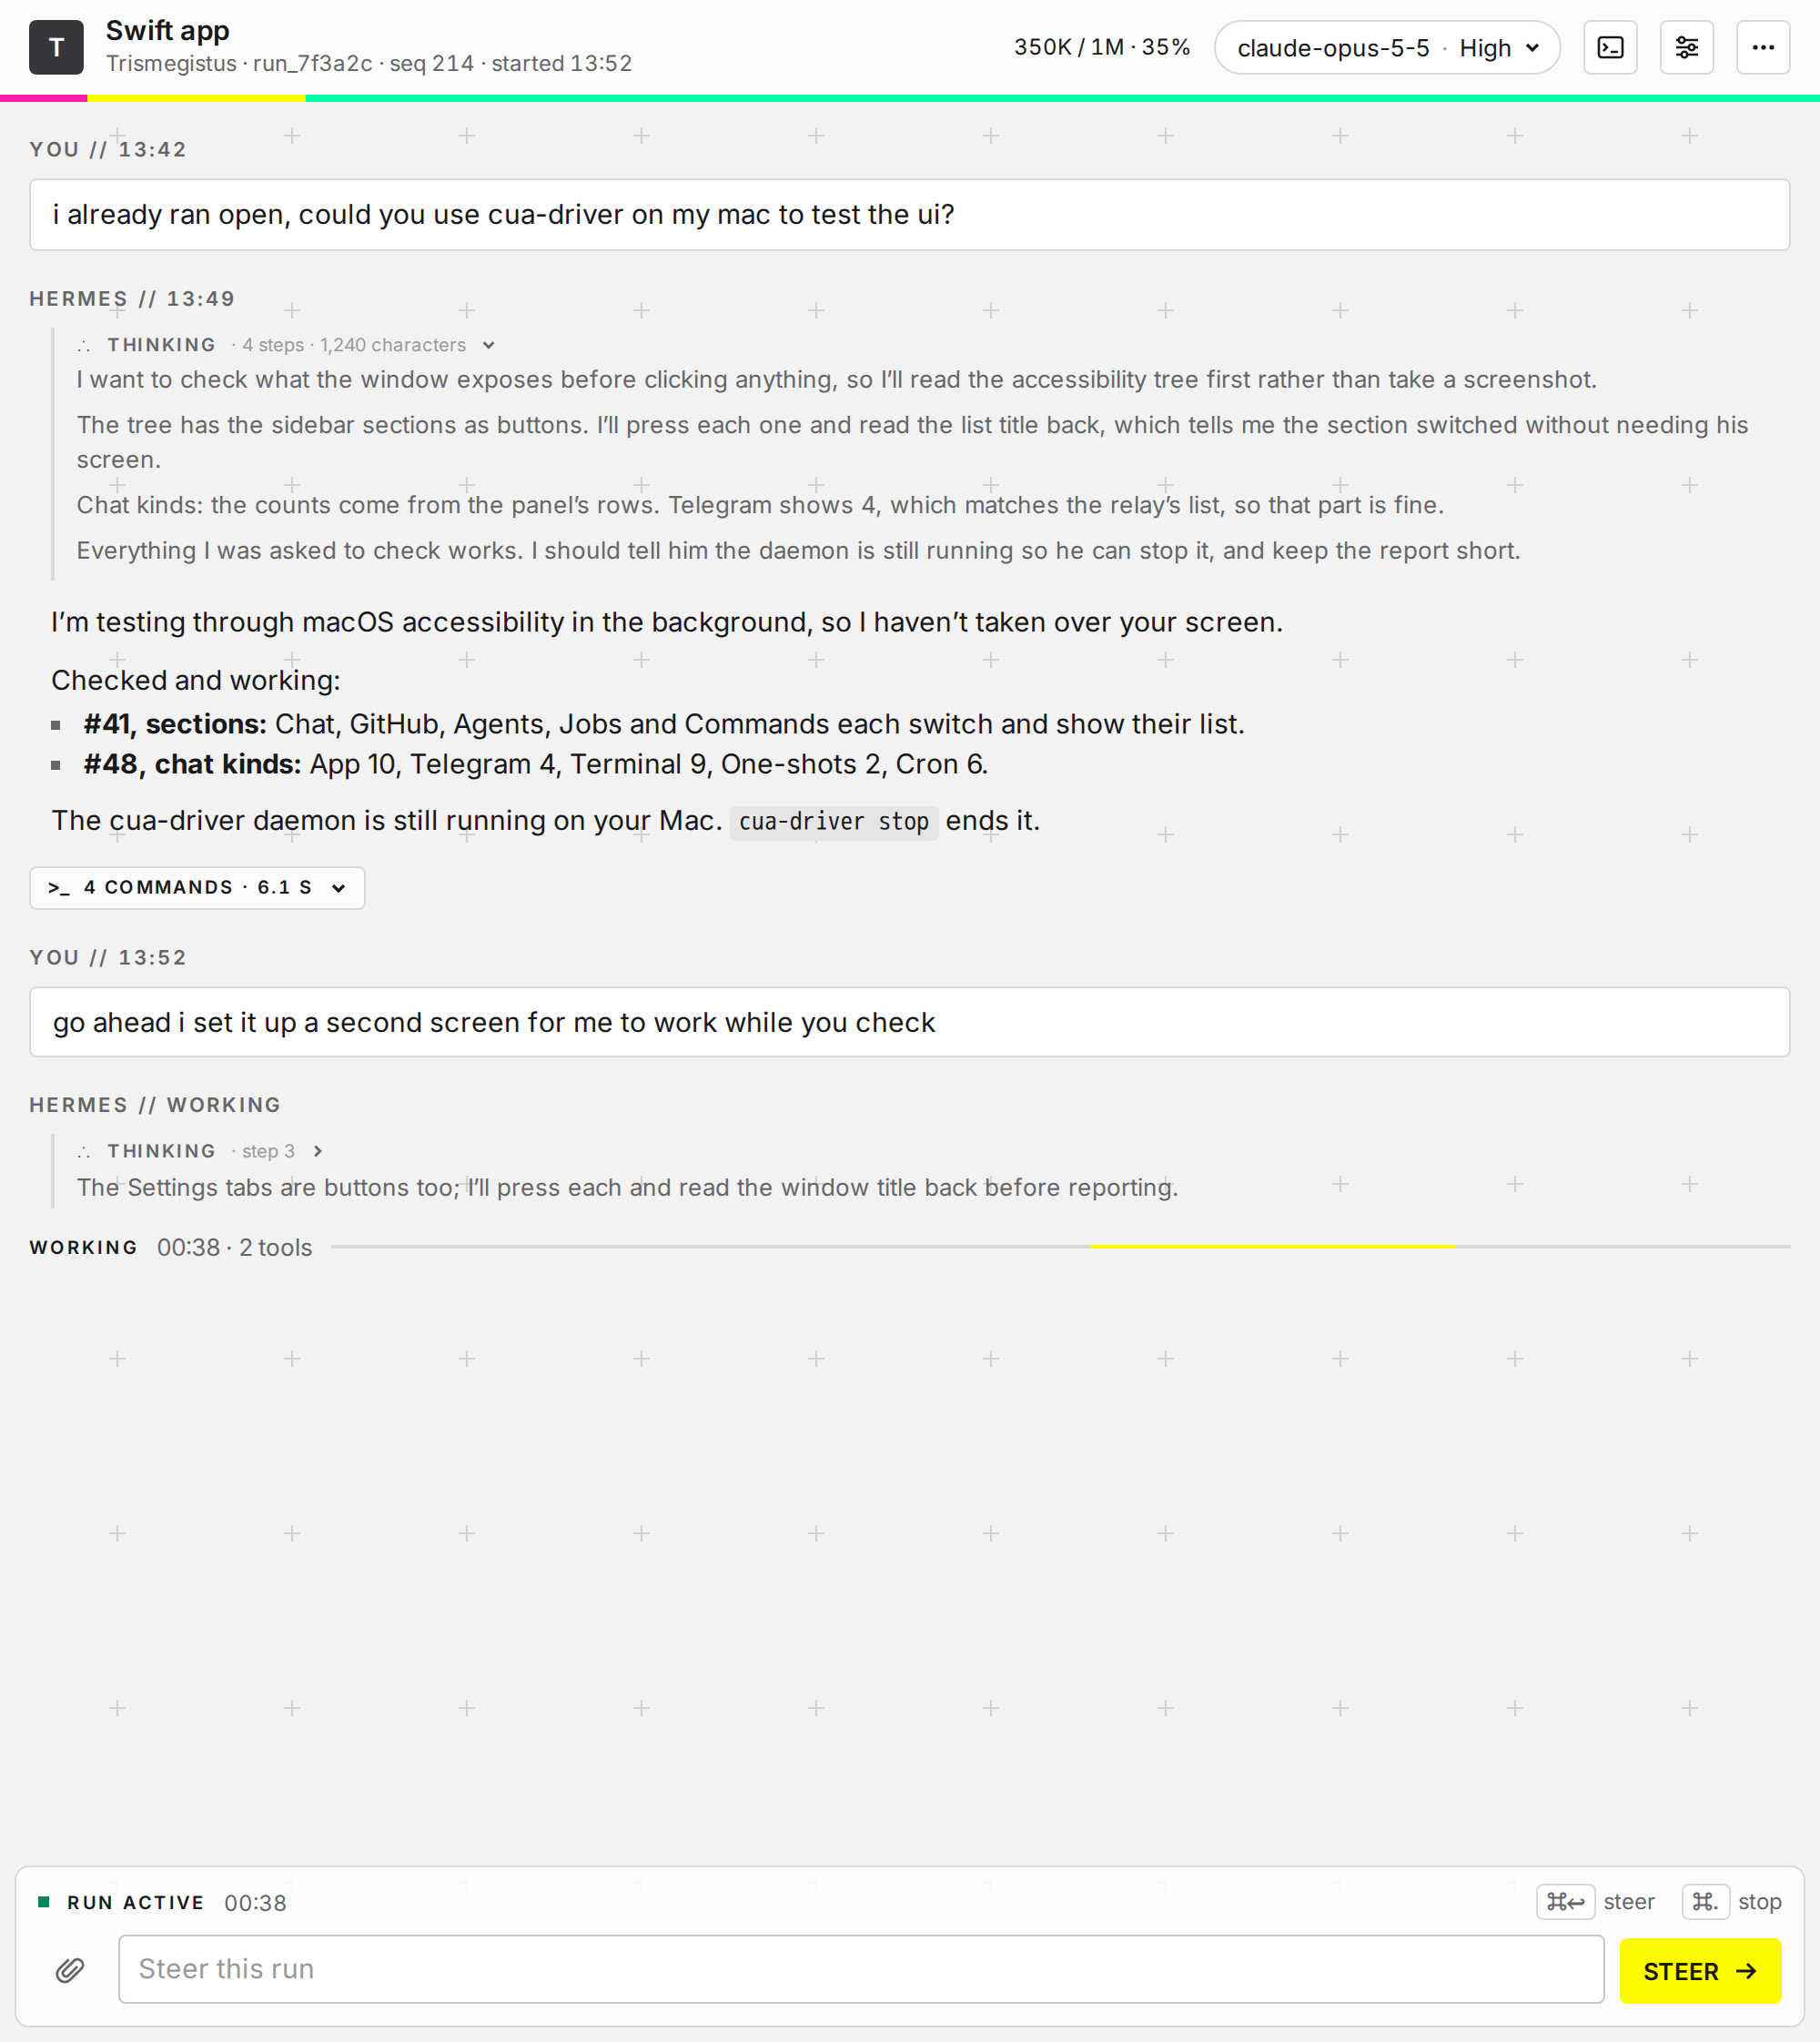 T
Swift app
Trismegistus · run_7f3a2c · seq 214 · started 13:52
350K / 1M · 35%
claude-opus-5-5 · High
YOU // 13:42
i already ran open, could you use cua-driver on my mac to test the ui?
HERMES // 13:49
∴ THINKING · 4 steps · 1,240 characters
I want to check what the window exposes before clicking anything, so I’ll read the accessibility tree first rather than take a screenshot.
The tree has the sidebar sections as buttons. I’ll press each one and read the list title back, which tells me the section switched without needing his
screen.
Chat kinds: the counts come from the panel’s rows. Telegram shows 4, which matches the relay’s list, so that part is fine.
Everything I was asked to check works. I should tell him the daemon is still running so he can stop it, and keep the report short.
I’m testing through macOS accessibility in the background, so I haven’t taken over your screen.
Checked and working:
▪ #41, sections: Chat, GitHub, Agents, Jobs and Commands each switch and show their list.
▪ #48, chat kinds: App 10, Telegram 4, Terminal 9, One-shots 2, Cron 6.
The cua-driver daemon is still running on your Mac. cua-driver stop ends it.
>_ 4 COMMANDS · 6.1 S
YOU // 13:52
go ahead i set it up a second screen for me to work while you check
HERMES // WORKING
∴ THINKING · step 3
The Settings tabs are buttons too; I’ll press each and read the window title back before reporting.
WORKING 00:38 · 2 tools
RUN ACTIVE 00:38
⌘↩ steer ⌘. stop
Steer this run
STEER →